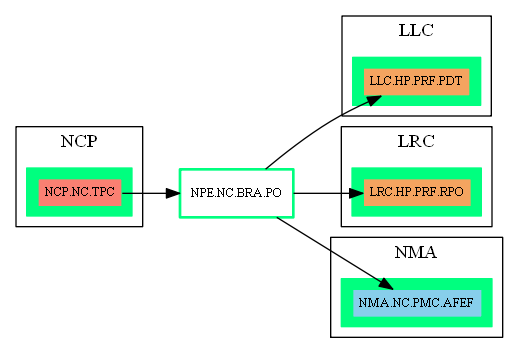 LLC
LLC.HP.PRF.PDT
NCP
NCP.NC.TPC
NPE.NC.BRA.PO
LRC
LRC.HP.PRF.RPO
NMA
NMA.NC.PMC.AFEF